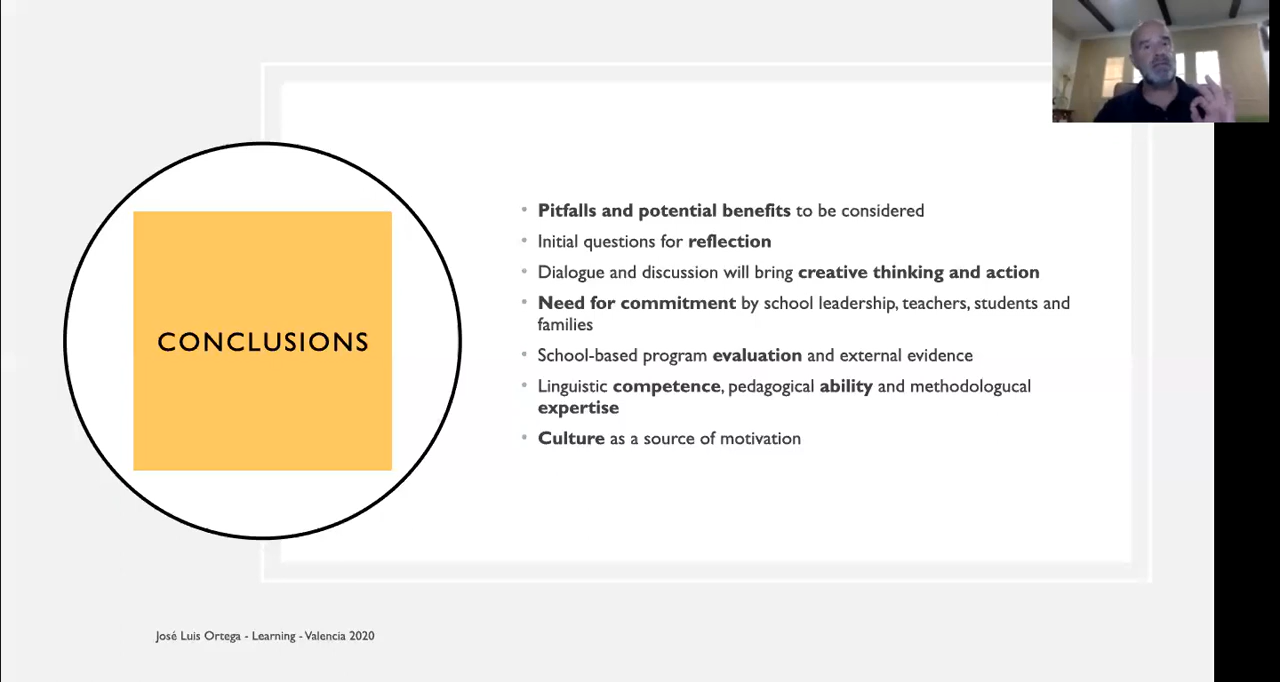 CONCLUSIONS
• Pitfalls and potential benefits to be considered
• Initial questions for reflection
• Dialogue and discussion will bring creative thinking and action
• Need for commitment by school leadership, teachers, students and
families
• School-based program evaluation and external evidence
• Linguistic competence, pedagogical ability and methodologucal
expertise
• Culture as a source of motivation
José Luis Ortega - Learning - Valencia 2020